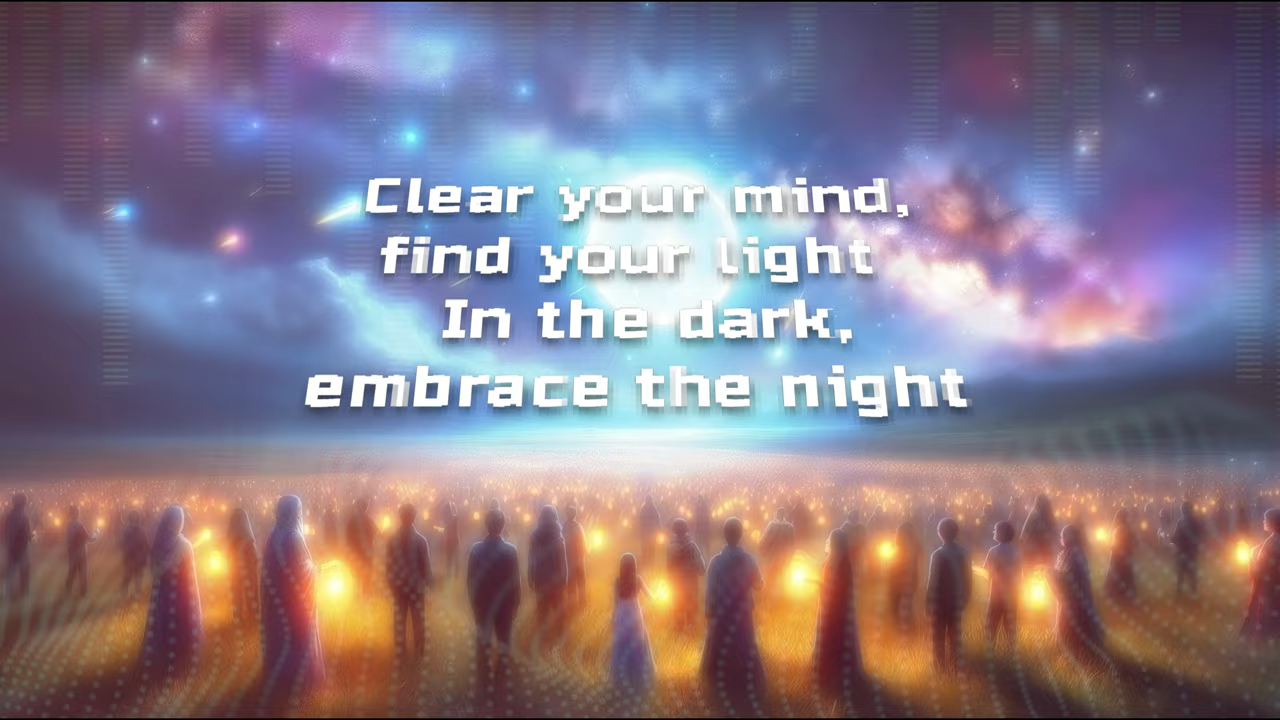 Clear your mind,
find your light
In the dark,
embrace the night